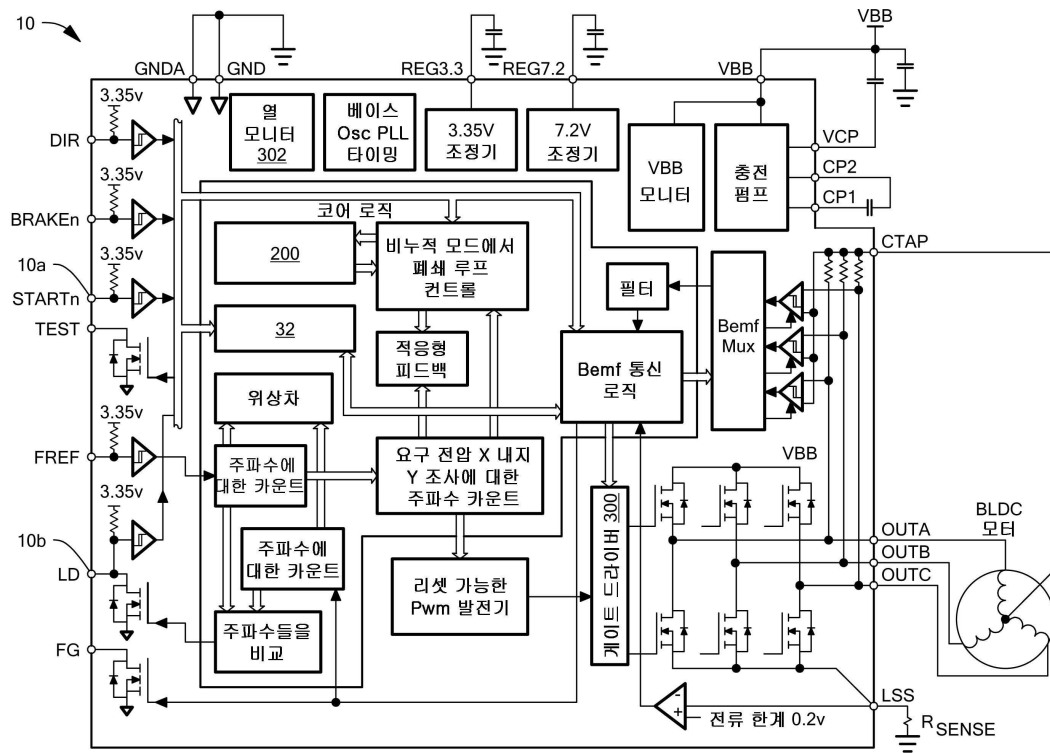 10
GNDA
GND
REG3.3
REG7.2
VBB
VBB
3.35v
DIR
3.35v
BRAKEn
10a
3.35v
STARTn
TEST
3.35v
FREF
3.35v
10b
LD
FG
열
모니터
302
베이스
Osc PLL
타이밍
3.35V
조정기
7.2V
조정기
VBB
모니터
충전
펌프
VCP
CP2
CP1
CTAP
코어 로직
200
비누적 모드에서
폐쇄 루프
컨트롤
32
적응형
피드백
필터
Bemf
Mux
Bemf 통신
로직
위상차
주파수에
대한 카운트
요구 전압 X 내지
Y 조사에 대한
주파수 카운트
주파수에
대한 카운트
주파수들을
비교
리셋 가능한
Pwm 발전기
게이트 드라이버 300
VBB
BLDC
모터
OUTA
OUTB
OUTC
LSS
-
+
전류 한계 0.2v
RSENSE